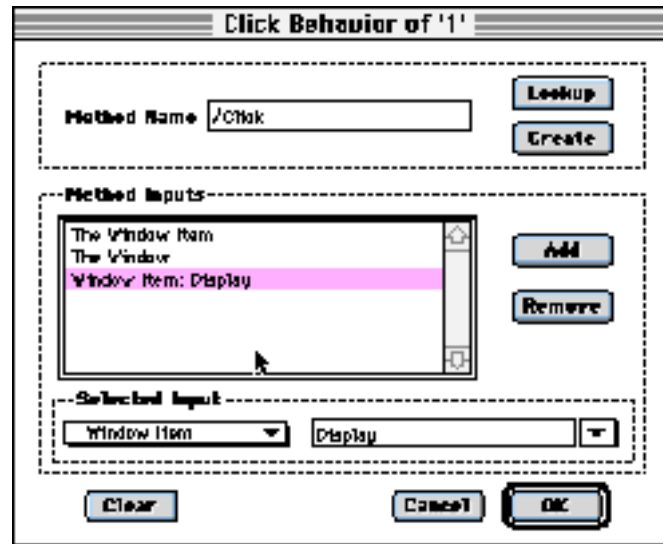 Click Behavior of '1'
Lookup
Method Name /Click
Create
Method Inputs
The Window Item
The Window
Window Item: Display
Add
Remove
Selected Input
Window Item Display
Clear Cancel OK